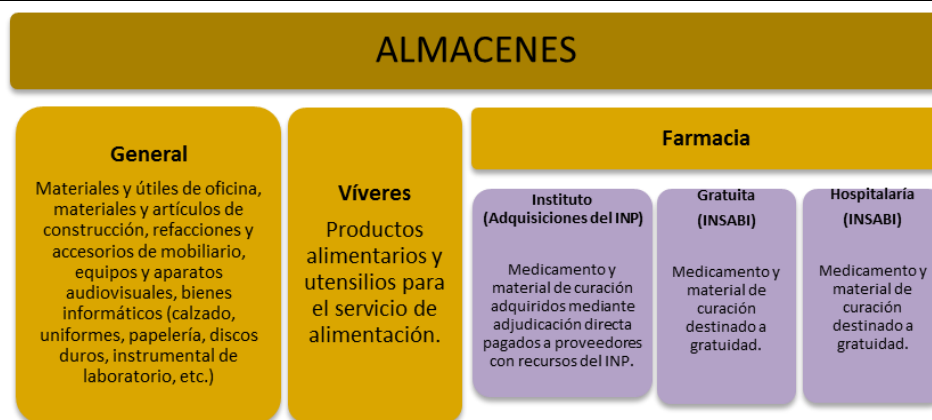 ALMACENES
General
Materiales y útiles de oficina,
materiales y artículos de
construcción, refacciones y
accesorios de mobiliario,
equipos y aparatos
audiovisuales, bienes
informáticos (calzado,
uniformes, papelería, discos
duros, instrumental de
laboratorio, etc.)
Víveres
Productos
alimentarios y
utensilios para
el servicio de
alimentación.
Farmacia
Instituto
(Adquisiciones del INP)
Medicamento y
material de curación
adquiridos mediante
adjudicación directa
pagados a proveedores
con recursos del INP.
Gratuita
(INSABI)
Medicamento y
material de
curación
destinado a
gratuidad.
Hospitalaría
(INSABI)
Medicamento y
material de
curación
destinado a
gratuidad.